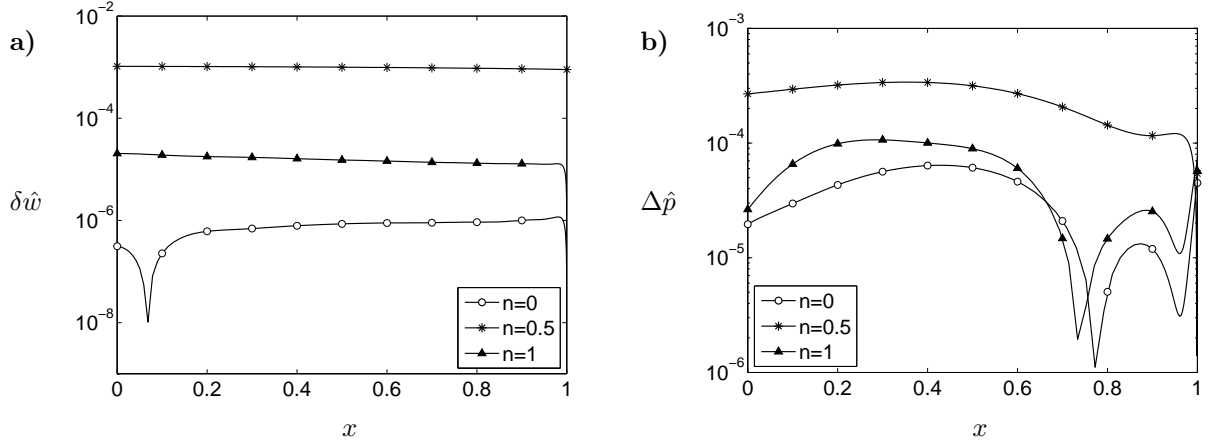 a)
10^{-2}
10^{-4}
10^{-6}
10^{-8}
δŵ
0 0.2 0.4 0.6 0.8 1
x
n=0
n=0.5
n=1
b)
10^{-3}
10^{-4}
10^{-5}
10^{-6}
Δp̂
0 0.2 0.4 0.6 0.8 1
x
n=0
n=0.5
n=1